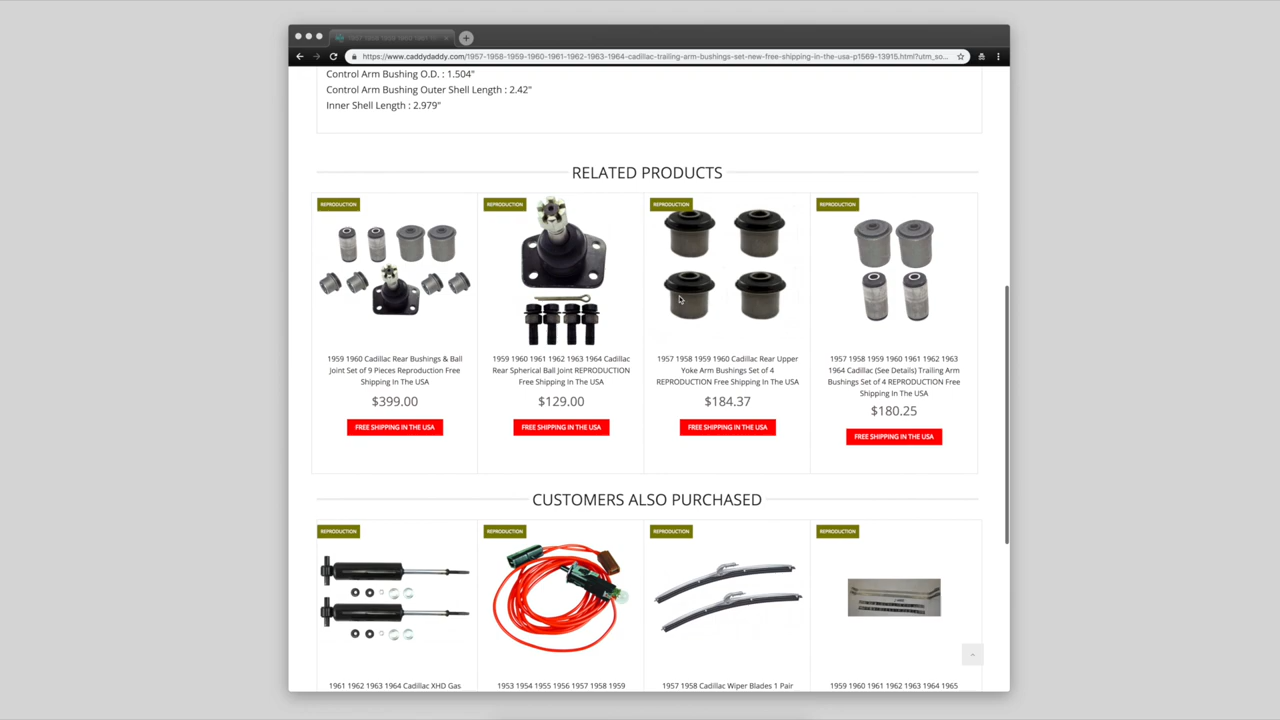 https://www.caddydaddy.com/1957-1958-1959-1960-1961-1962-1963-1964-cadillac-trailing-arm-bushings-set-new-free-shipping-in-the-usa-p1569-13915.html?utm_so...
Control Arm Bushing O.D. : 1.504"
Control Arm Bushing Outer Shell Length : 2.42"
Inner Shell Length : 2.979"
RELATED PRODUCTS
REPRODUCTION
1959 1960 Cadillac Rear Bushings & Ball
Joint Set of 9 Pieces Reproduction Free
Shipping In The USA
$399.00
FREE SHIPPING IN THE USA
REPRODUCTION
1959 1960 1961 1962 1963 1964 Cadillac
Rear Spherical Ball Joint REPRODUCTION
Free Shipping In The USA
$129.00
FREE SHIPPING IN THE USA
REPRODUCTION
1957 1958 1959 1960 Cadillac Rear Upper
Yoke Arm Bushings Set of 4
REPRODUCTION Free Shipping In The USA
$184.37
FREE SHIPPING IN THE USA
REPRODUCTION
1957 1958 1959 1960 1961 1962 1963
1964 Cadillac (See Details) Trailing Arm
Bushings Set of 4 REPRODUCTION Free
Shipping In The USA
$180.25
FREE SHIPPING IN THE USA
CUSTOMERS ALSO PURCHASED
REPRODUCTION
1961 1962 1963 1964 Cadillac XHD Gas
REPRODUCTION
1953 1954 1955 1956 1957 1958 1959
REPRODUCTION
1957 1958 Cadillac Wiper Blades 1 Pair
REPRODUCTION
1959 1960 1961 1962 1963 1964 1965